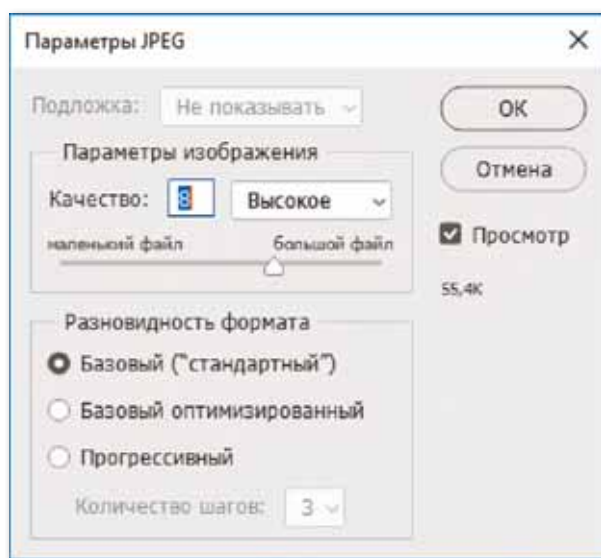 Параметры JPEG
Подложка: Не показывать
OK
Параметры изображения
Отмена
Качество: 8 Высокое
маленький файл большой файл
Просмотр
55,4K
Разновидность формата
Базовый ("стандартный")
Базовый оптимизированный
Прогрессивный
Количество шагов: 3